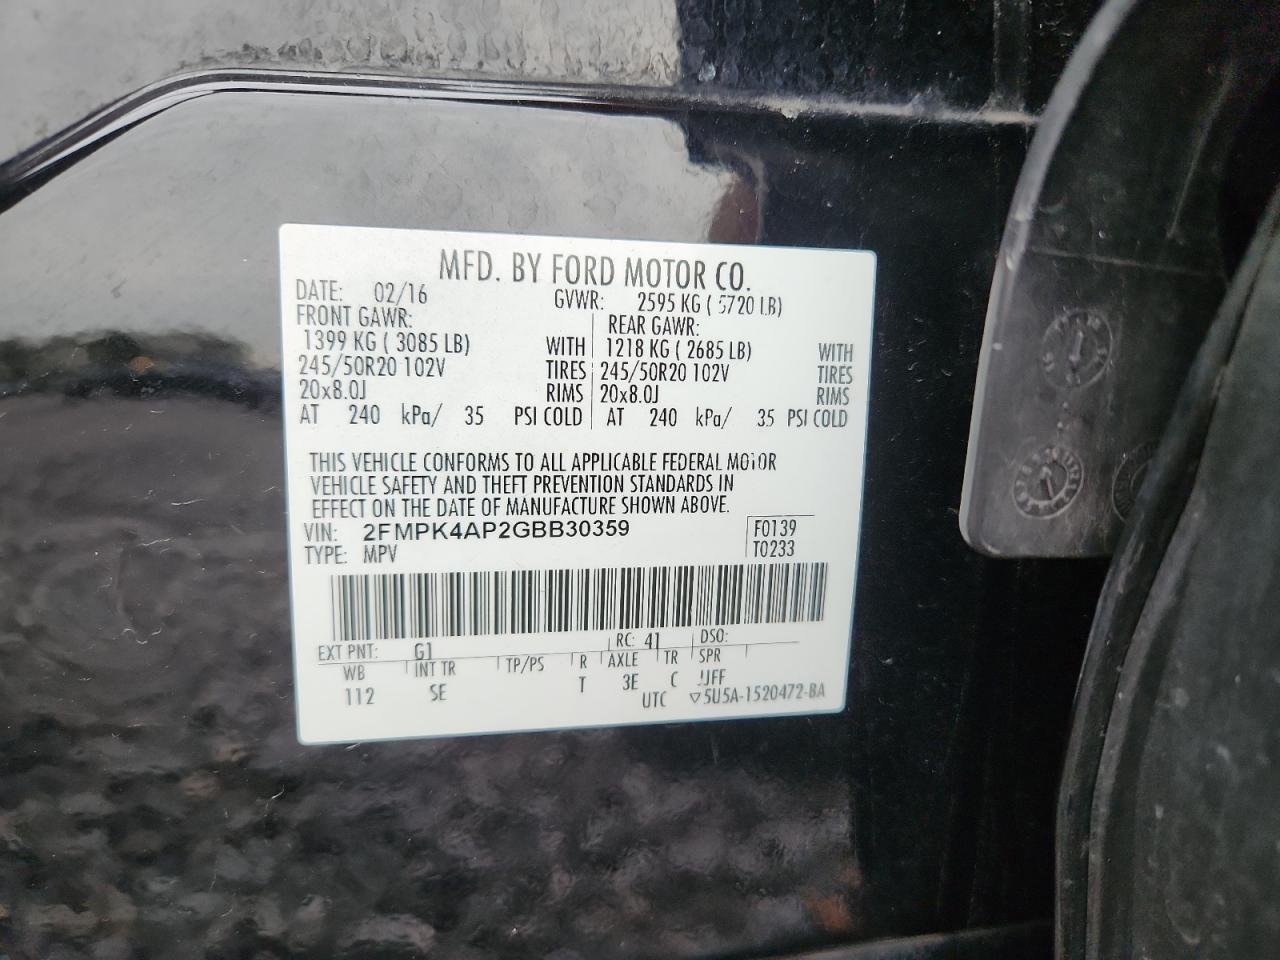 MFD. BY FORD MOTOR CO.
DATE: 02/16 GVWR: 2595 KG ( 5720 LB)
FRONT GAWR: REAR GAWR:
1399 KG ( 3085 LB) WITH 1218 KG ( 2685 LB) WITH
245/50R20 102V TIRES 245/50R20 102V TIRES
20x8.0J RIMS 20x8.0J RIMS
AT 240 kPa/ 35 PSI COLD AT 240 kPa/ 35 PSI COLD
THIS VEHICLE CONFORMS TO ALL APPLICABLE FEDERAL MOTOR
VEHICLE SAFETY AND THEFT PREVENTION STANDARDS IN
EFFECT ON THE DATE OF MANUFACTURE SHOWN ABOVE.
VIN: 2FMPK4AP2GBB30359 F0139
TYPE: MPV T0233
EXT PNT: G1 RC: 41 DSO:
WB INT TR TP/PS R AXLE TR SPR
112 SE T 3E C UFF
UTC ▽5U5A-1520472-BA